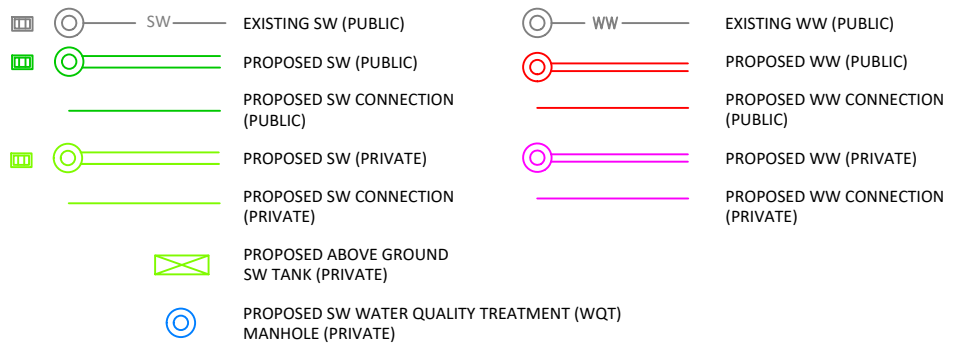 SW
EXISTING SW (PUBLIC)
PROPOSED SW (PUBLIC)
PROPOSED SW CONNECTION
(PUBLIC)
PROPOSED SW (PRIVATE)
PROPOSED SW CONNECTION
(PRIVATE)
PROPOSED ABOVE GROUND
SW TANK (PRIVATE)
PROPOSED SW WATER QUALITY TREATMENT (WQT)
MANHOLE (PRIVATE)
WW
EXISTING WW (PUBLIC)
PROPOSED WW (PUBLIC)
PROPOSED WW CONNECTION
(PUBLIC)
PROPOSED WW (PRIVATE)
PROPOSED WW CONNECTION
(PRIVATE)